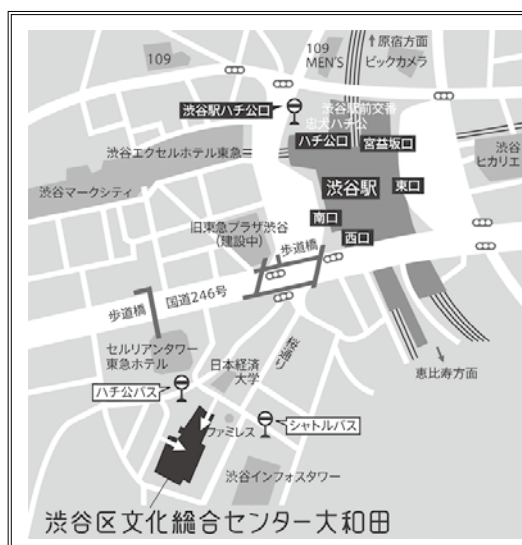 ↑原宿方面
109
MEN'S
ビックカメラ
109
渋谷駅ハチ公口
渋谷駅前交番
忠犬ハチ公
ハチ公口
宮益坂口
渋谷エクセルホテル東急
渋谷
ヒカリエ
渋谷駅
東口
渋谷マークシティ
南口
旧東急プラザ渋谷
(建設中)
西口
歩道橋
国道246号
歩道橋
桜通り
セルリアンタワー
東急ホテル
日本経済
大学
恵比寿方面
ハチ公バス
シャトルバス
ファミレス
渋谷インフォスタワー
渋谷区文化総合センター大和田